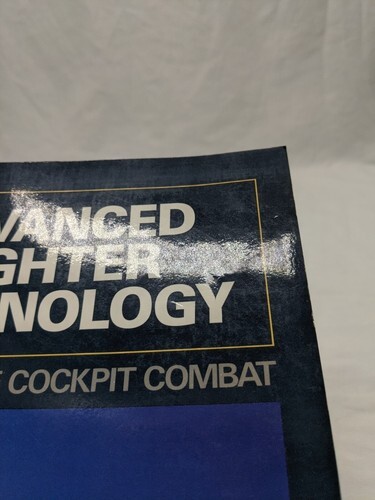 VANCED
GHTER
NOLOGY
COCKPIT COMBAT